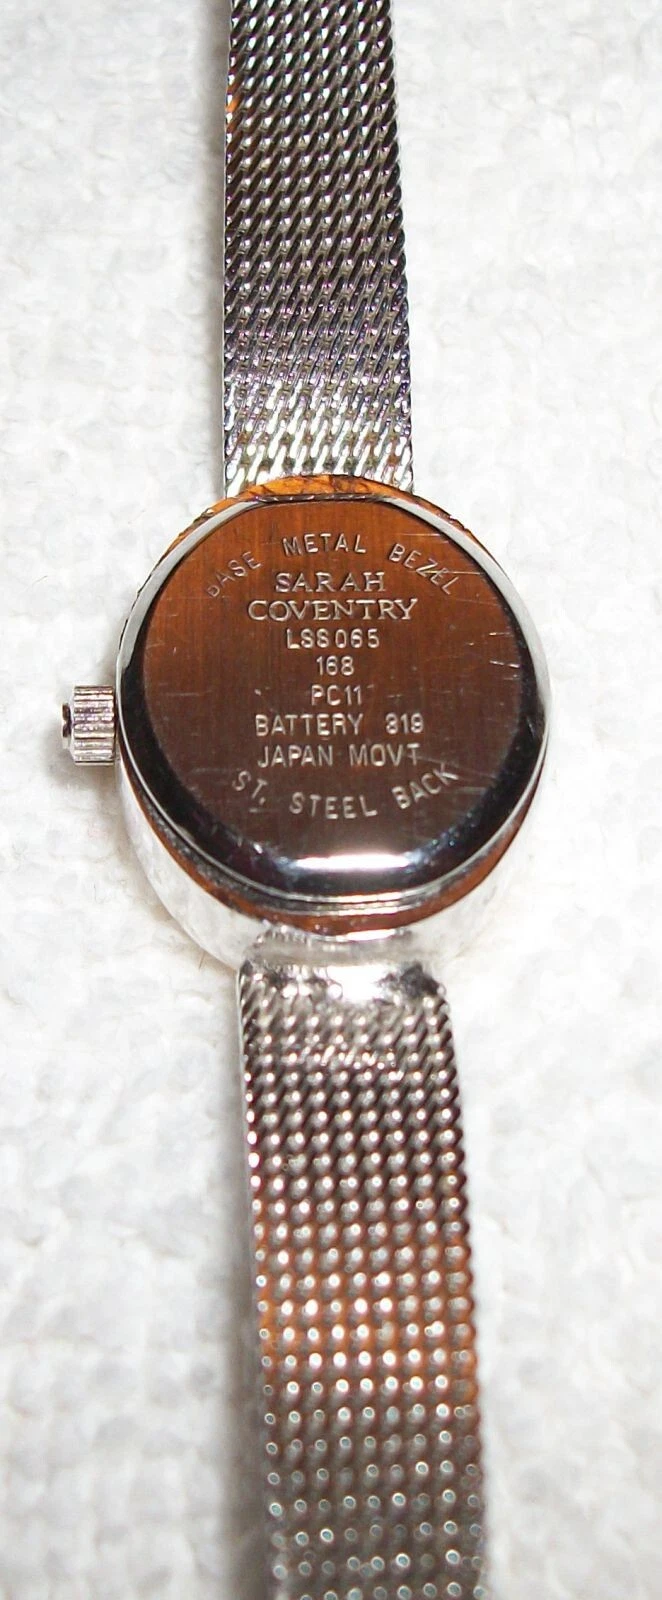 BASE METAL BEZEL
SARAH
COVENTRY
LSS065
168
PC11
BATTERY 319
JAPAN MOVT
ST. STEEL BACK